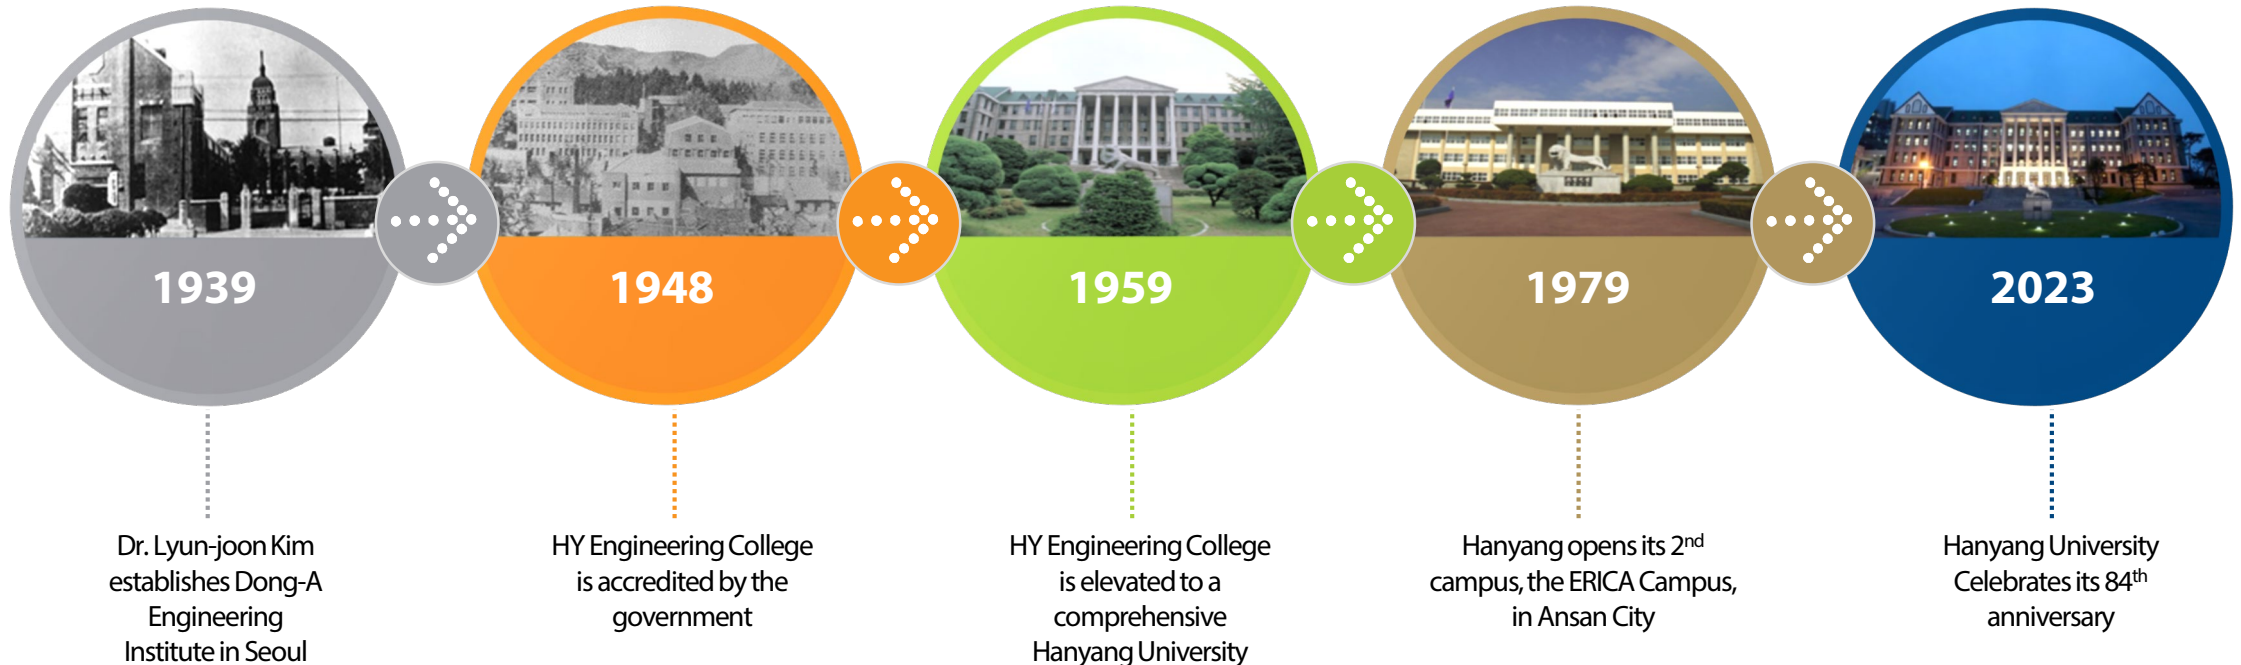 1939
Dr. Lyun-joon Kim
establishes Dong-A
Engineering
Institute in Seoul
1948
HY Engineering College
is accredited by the
government
1959
HY Engineering College
is elevated to a
comprehensive
Hanyang University
1979
Hanyang opens its 2nd
campus, the ERICA Campus,
in Ansan City
2023
Hanyang University
Celebrates its 84th
anniversary